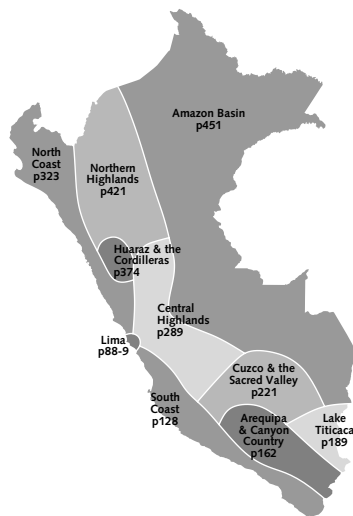 Amazon Basin
p451
North
Coast
p323
Northern
Highlands
p421
Huaraz & the
Cordilleras
p374
Central
Highlands
p289
Lima
p88-9
Cuzco & the
Sacred Valley
p221
South
Coast
p128
Arequipa
& Canyon
Country
p162
Lake
Titicaca
p189